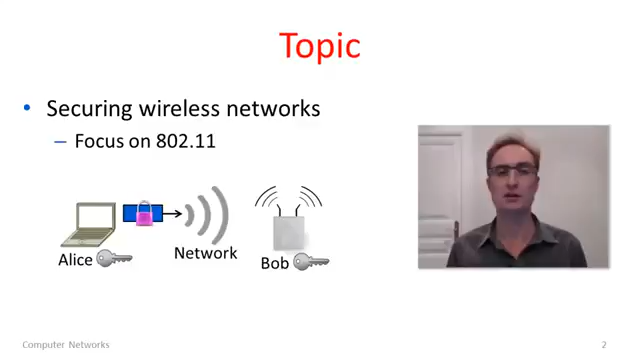 Topic
• Securing wireless networks
– Focus on 802.11
Alice
Network
Bob
Computer Networks
2